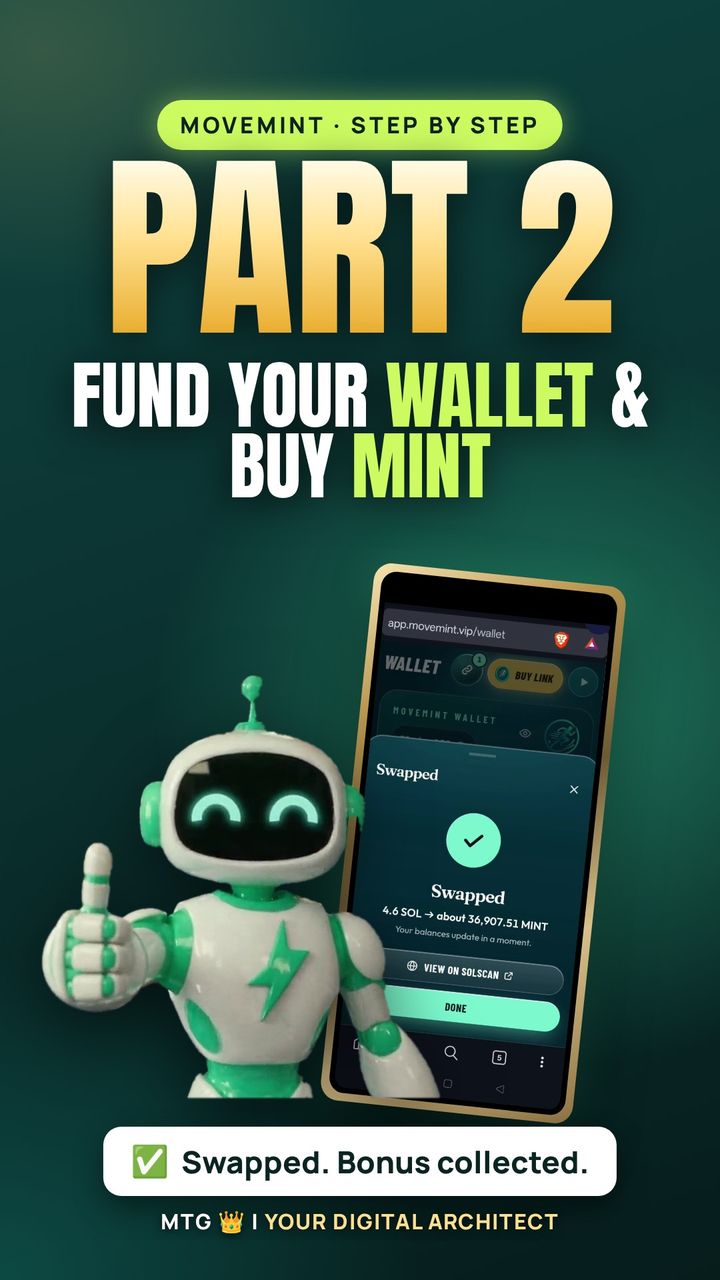 MOVEMINT · STEP BY STEP
PART 2
FUND YOUR WALLET &
BUY MINT
app.movemint.vip/wallet
WALLET
1
BUY LINK
MOVEMINT WALLET
Swapped
Swapped
4.6 SOL → about 36,907.51 MINT
Your balances update in a moment.
VIEW ON SOLSCAN
DONE
5
✅ Swapped. Bonus collected.
MTG 👑 | YOUR DIGITAL ARCHITECT